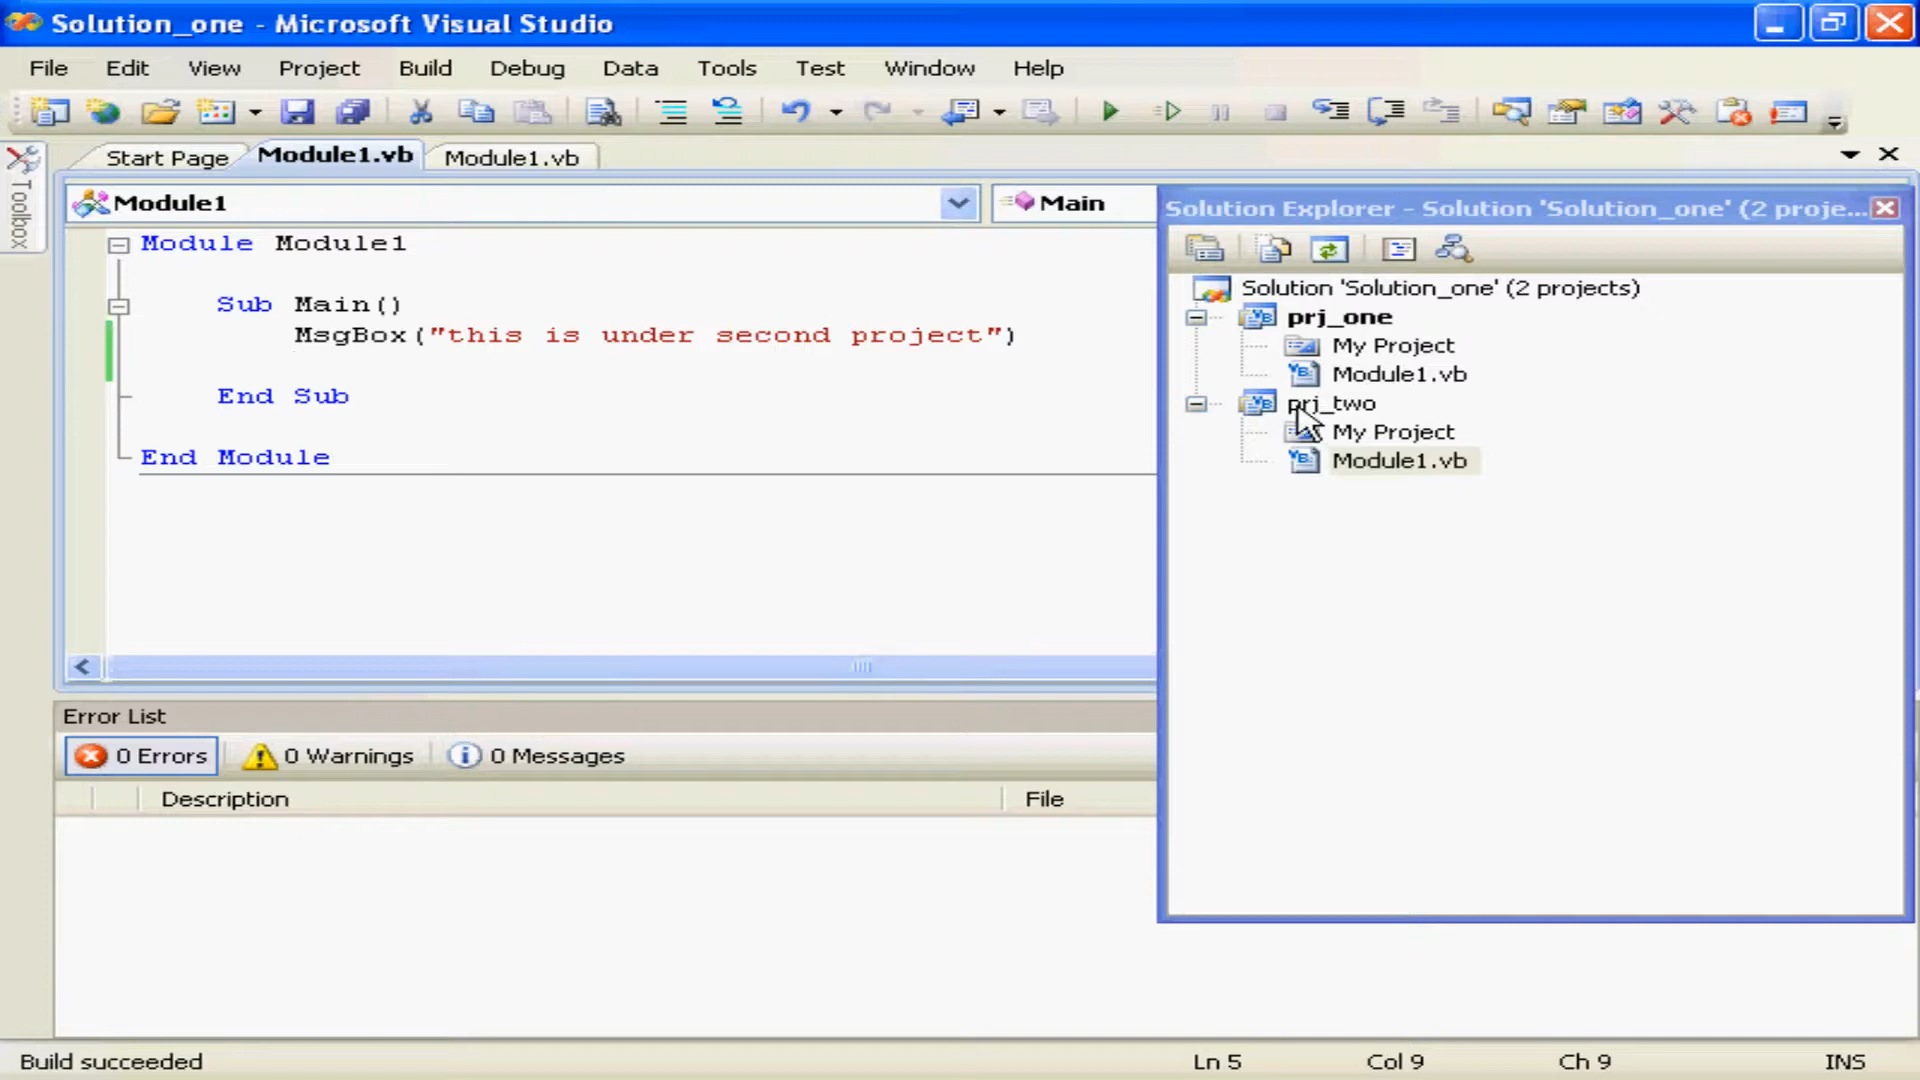 Solution_one - Microsoft Visual Studio
File Edit View Project Build Debug Data Tools Test Window Help
Start Page Module1.vb Module1.vb
Toolbox
Module1 Main
Module Module1
Sub Main()
MsgBox("this is under second project")
End Sub
End Module
Solution Explorer - Solution 'Solution_one' (2 proje...
Solution 'Solution_one' (2 projects)
prj_one
My Project
Module1.vb
prj_two
My Project
Module1.vb
Error List
0 Errors 0 Warnings 0 Messages
Description File
Build succeeded Ln 5 Col 9 Ch 9 INS